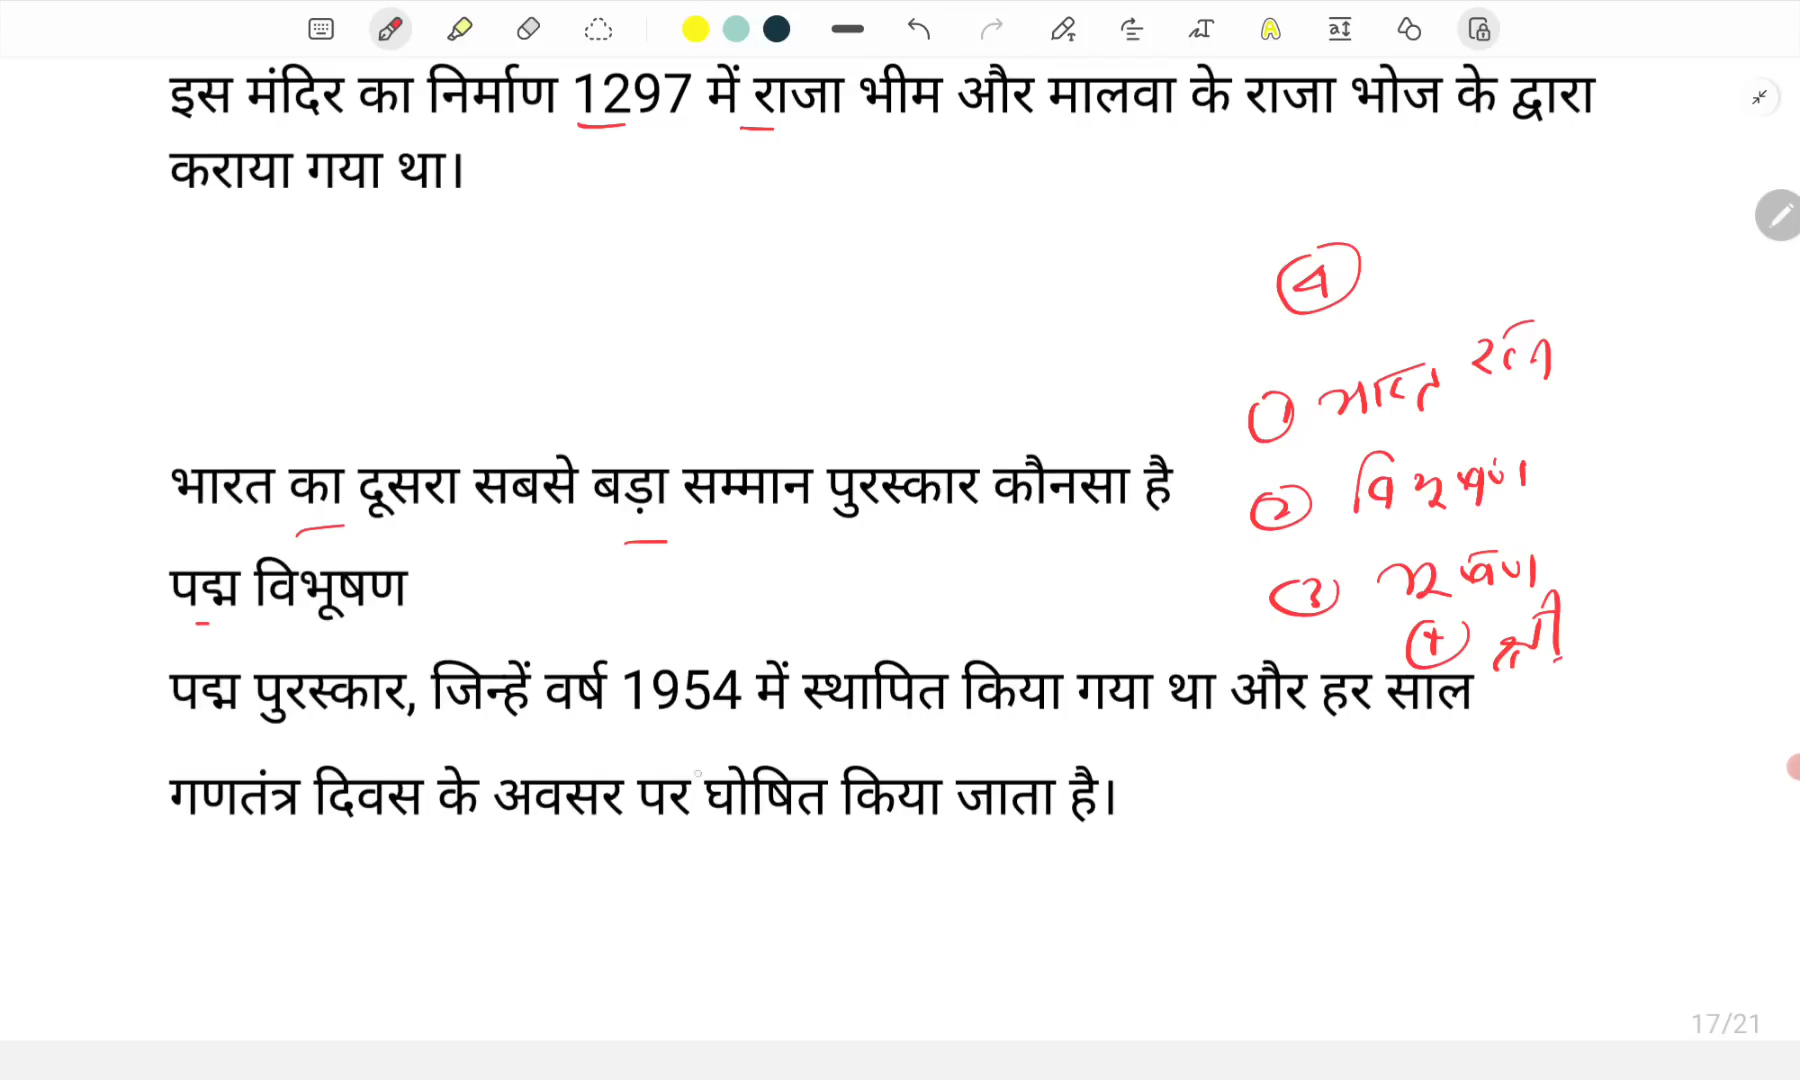 इस मंदिर का निर्माण 1297 में राजा भीम और मालवा के राजा भोज के द्वारा
कराया गया था।
4
① भारत रत्न
② विभूषण
③ भूषण
④ श्री
भारत का दूसरा सबसे बड़ा सम्मान पुरस्कार कौनसा है
पद्म विभूषण
पद्म पुरस्कार, जिन्हें वर्ष 1954 में स्थापित किया गया था और हर साल
गणतंत्र दिवस के अवसर पर घोषित किया जाता है।
17/21